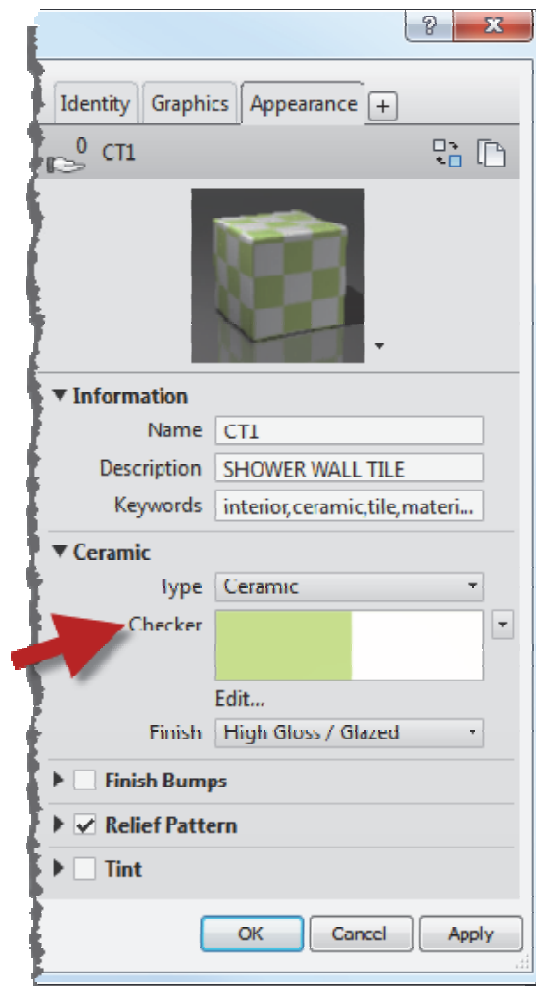 ?
x
Identity Graphics Appearance +
0 CT1
Information
Name CT1
Description SHOWER WALL TILE
Keywords interior,ceramic,tile,materi...
Ceramic
Type Ceramic
Checker
Edit...
Finish High Gloss / Glazed
Finish Bumps
Relief Pattern
Tint
OK Cancel Apply